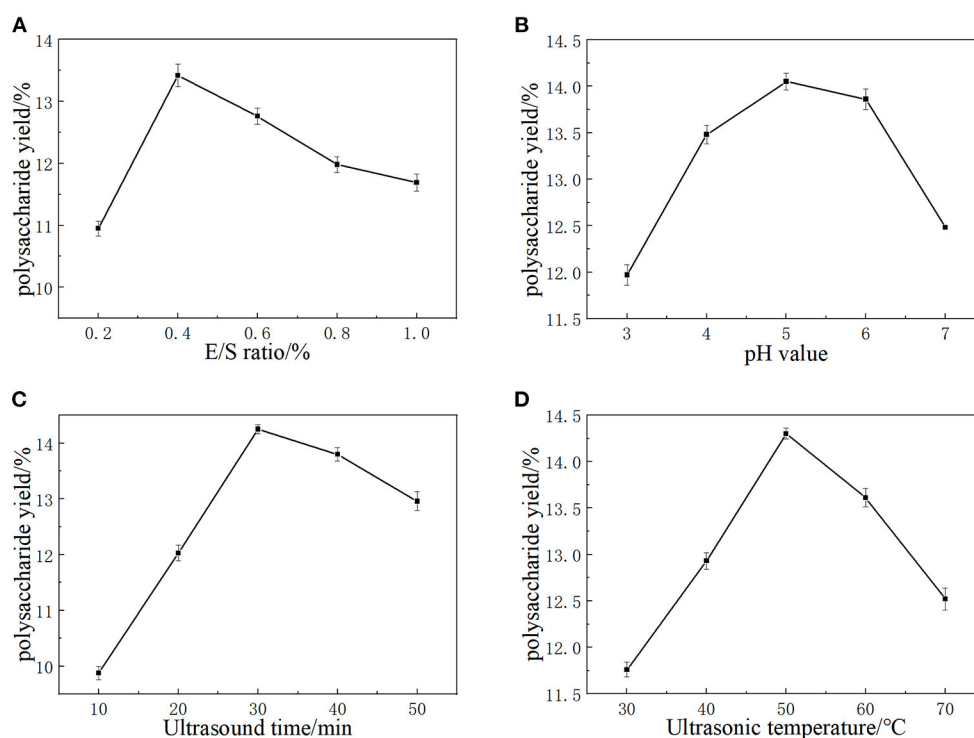 A
14
13
12
11
10
polysaccharide yield/%
0.2 0.4 0.6 0.8 1.0
E/S ratio/%
B
14.5
14.0
13.5
13.0
12.5
12.0
11.5
polysaccharide yield/%
3 4 5 6 7
pH value
C
14
13
12
11
10
polysaccharide yield/%
10 20 30 40 50
Ultrasound time/min
D
14.5
14.0
13.5
13.0
12.5
12.0
11.5
polysaccharide yield/%
30 40 50 60 70
Ultrasonic temperature/°C